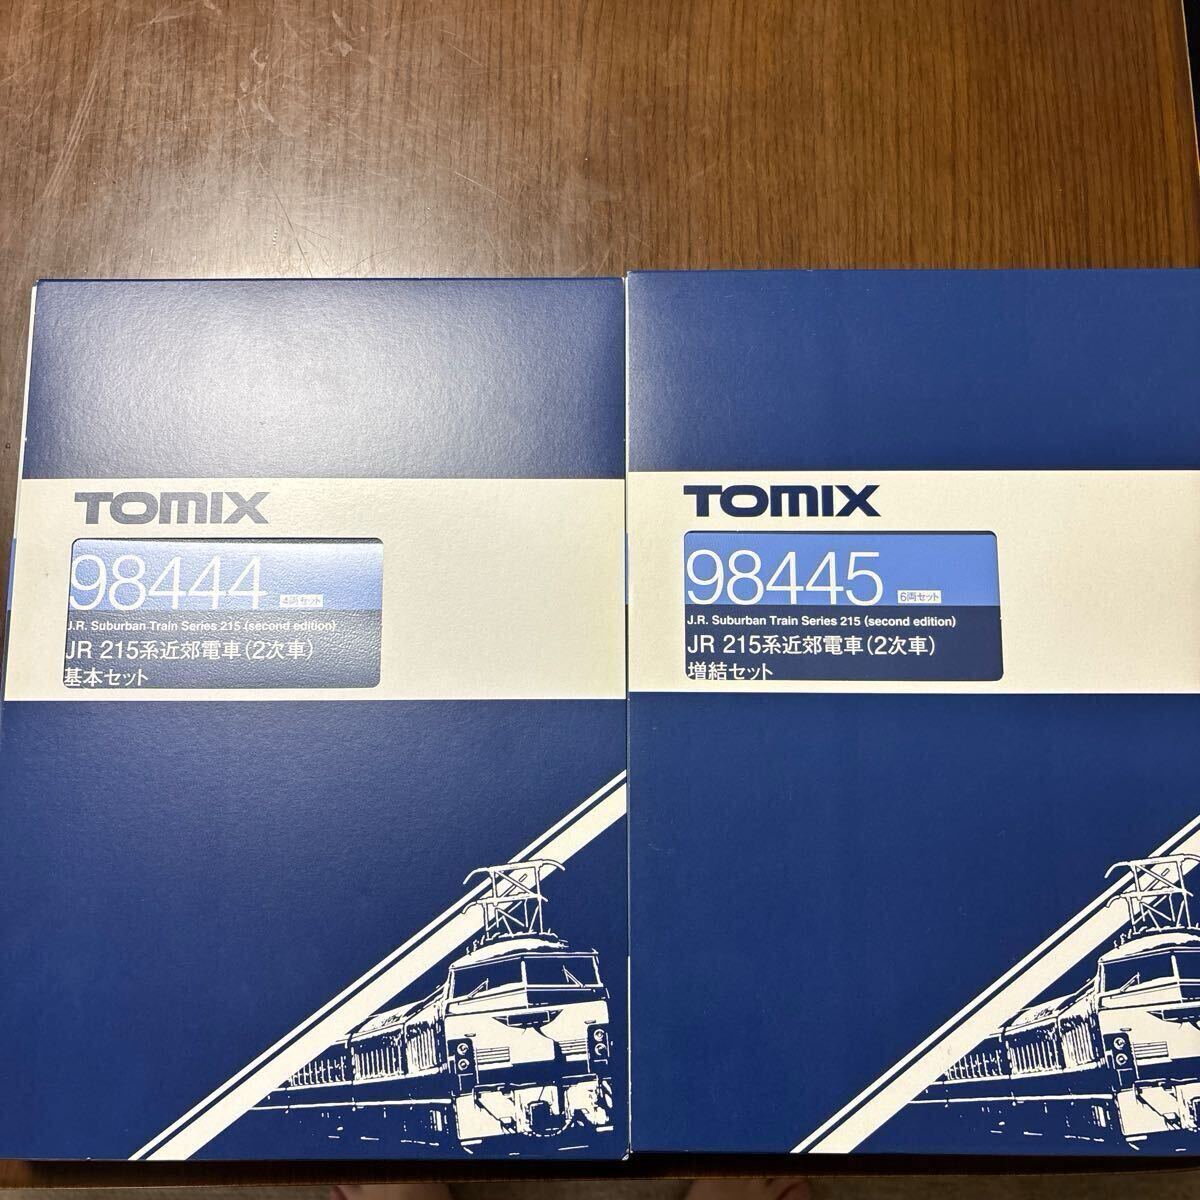 TOMIX
98444 4両セット
J.R. Suburban Train Series 215 (second edition)
JR 215系近郊電車(2次車)
基本セット
TOMIX
98445 6両セット
J.R. Suburban Train Series 215 (second edition)
JR 215系近郊電車(2次車)
増結セット